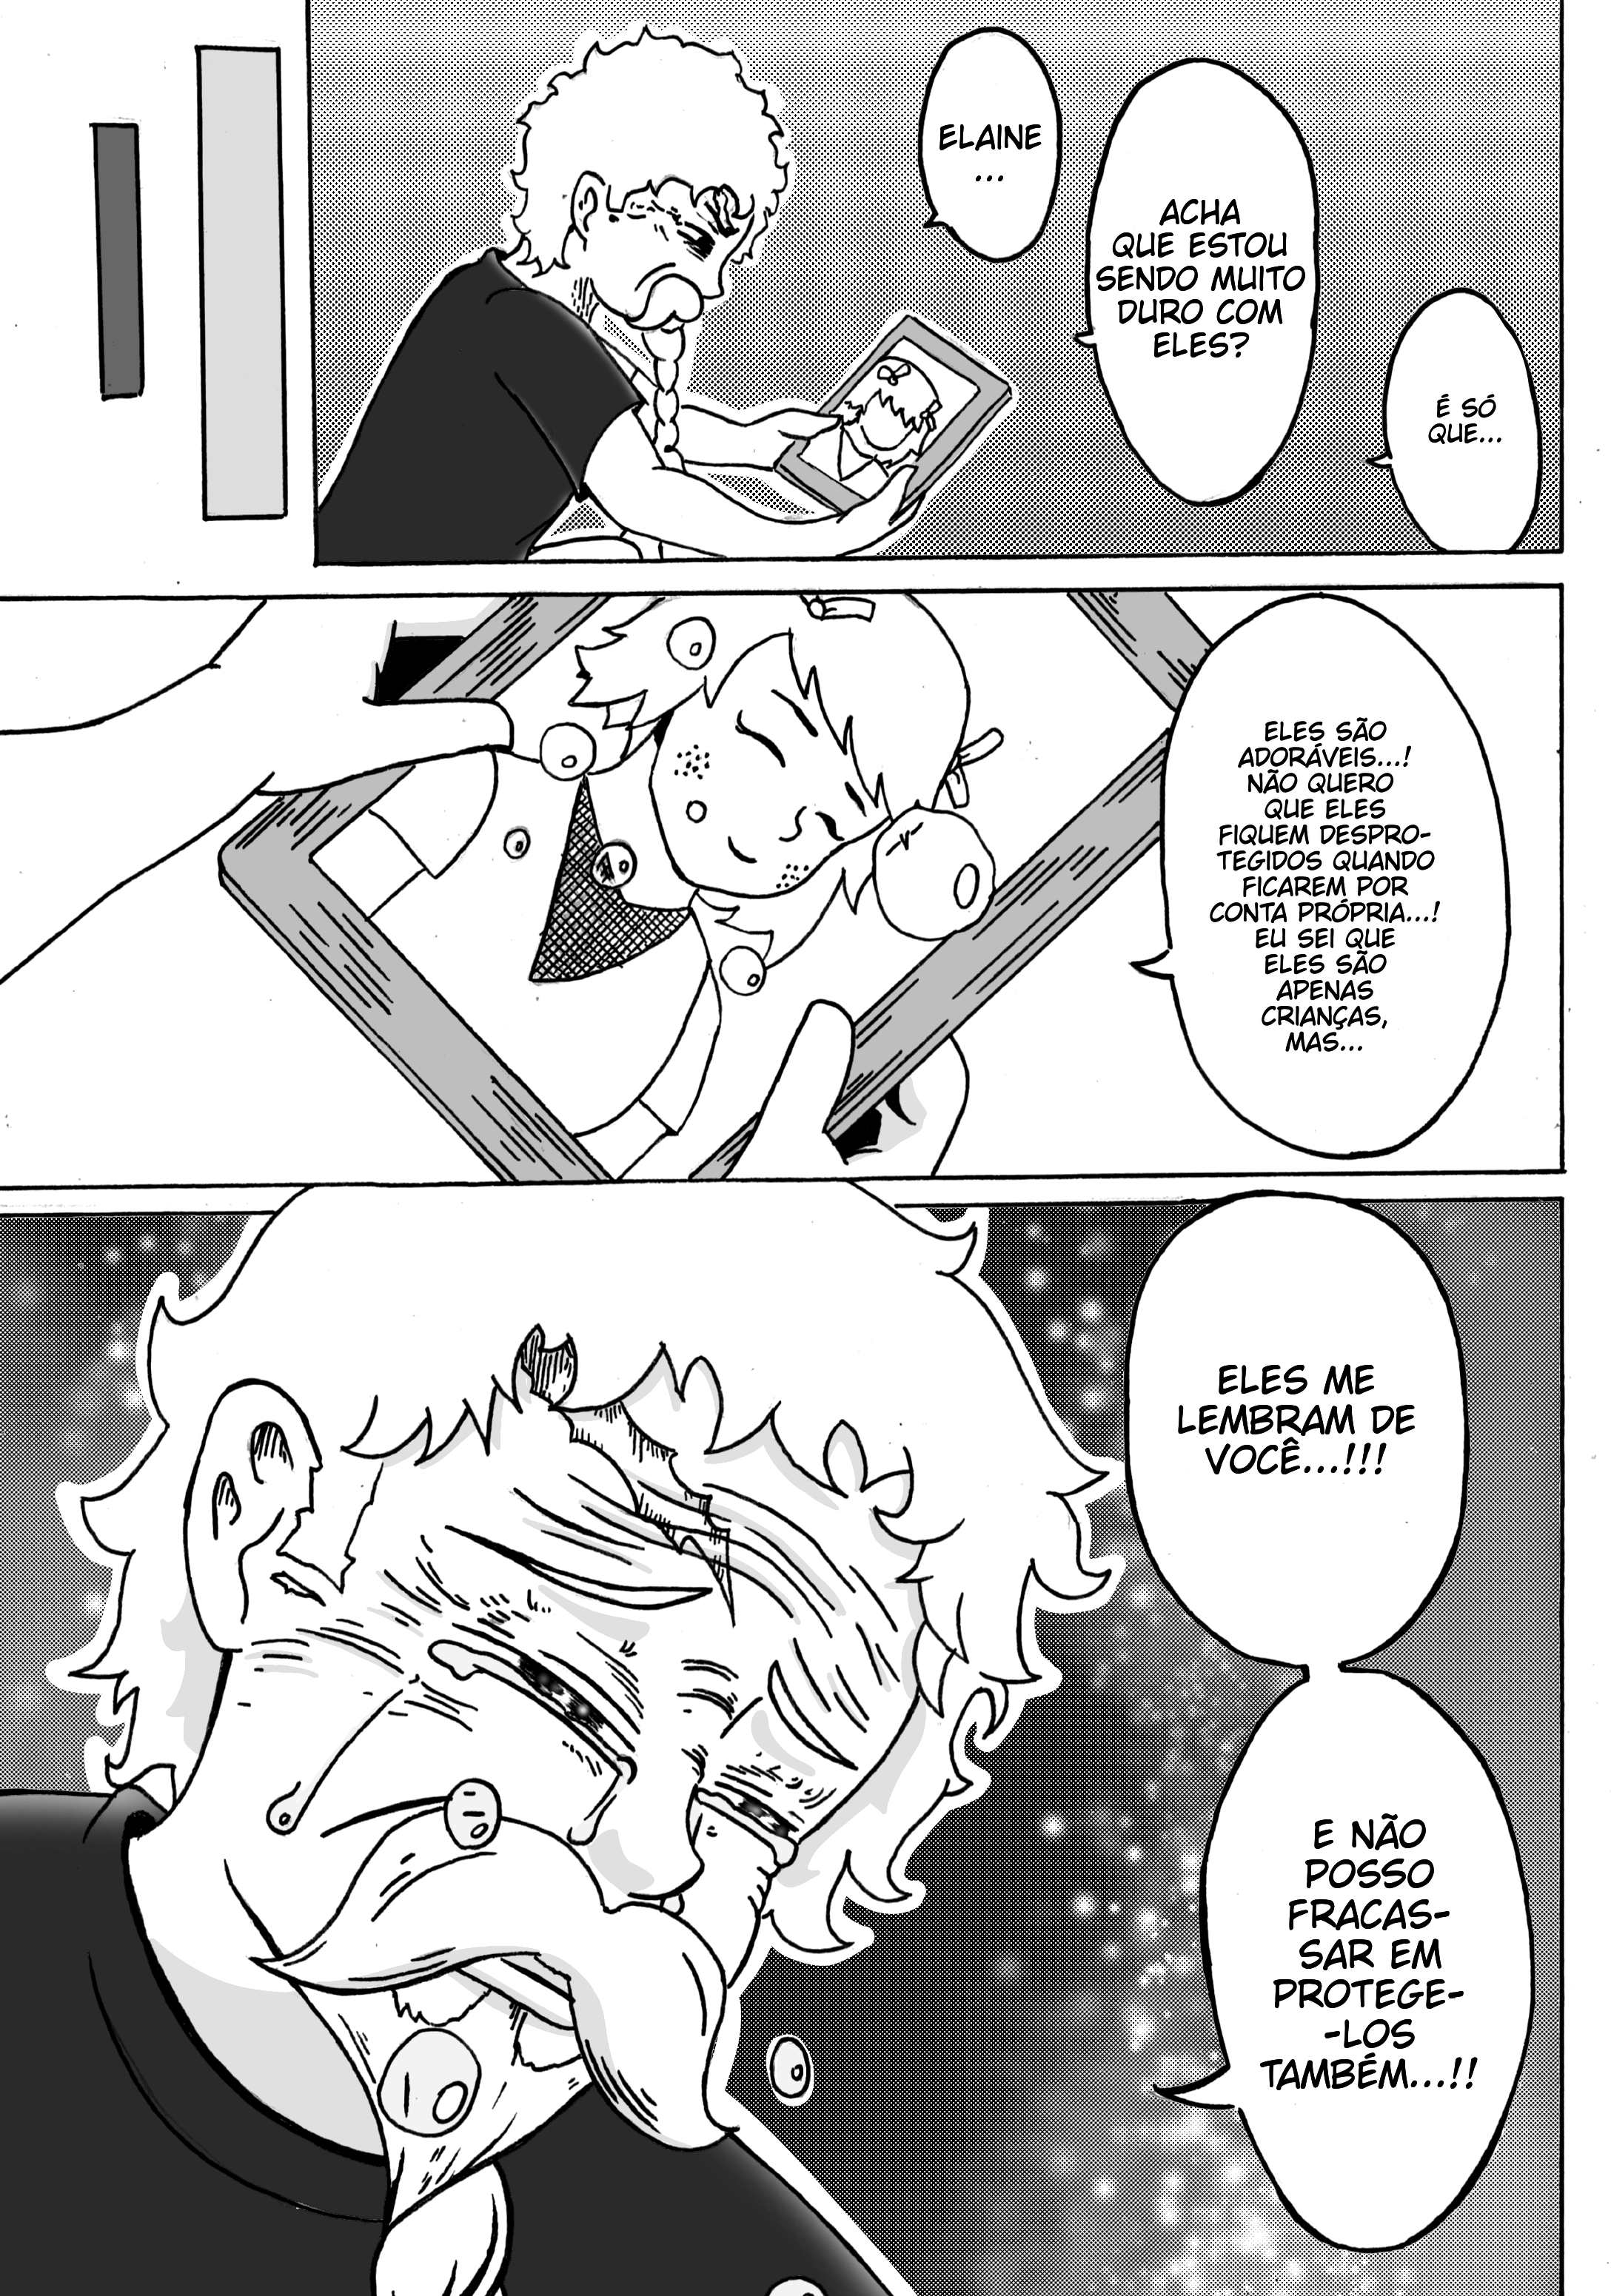 ELAINE
...
ACHA
QUE ESTOU
SENDO MUITO
DURO COM
ELES?
É SÓ
QUE...
ELES SÃO
ADORÁVEIS...!
NÃO QUERO
QUE ELES
FIQUEM DESPRO-
TEGIDOS QUANDO
FICAREM POR
CONTA PRÓPRIA...!
EU SEI QUE
ELES SÃO
APENAS
CRIANÇAS,
MAS...
ELES ME
LEMBRAM DE
VOCÊ...!!!
E NÃO
POSSO
FRACAS-
SAR EM
PROTEGE-
-LOS
TAMBÉM...!!